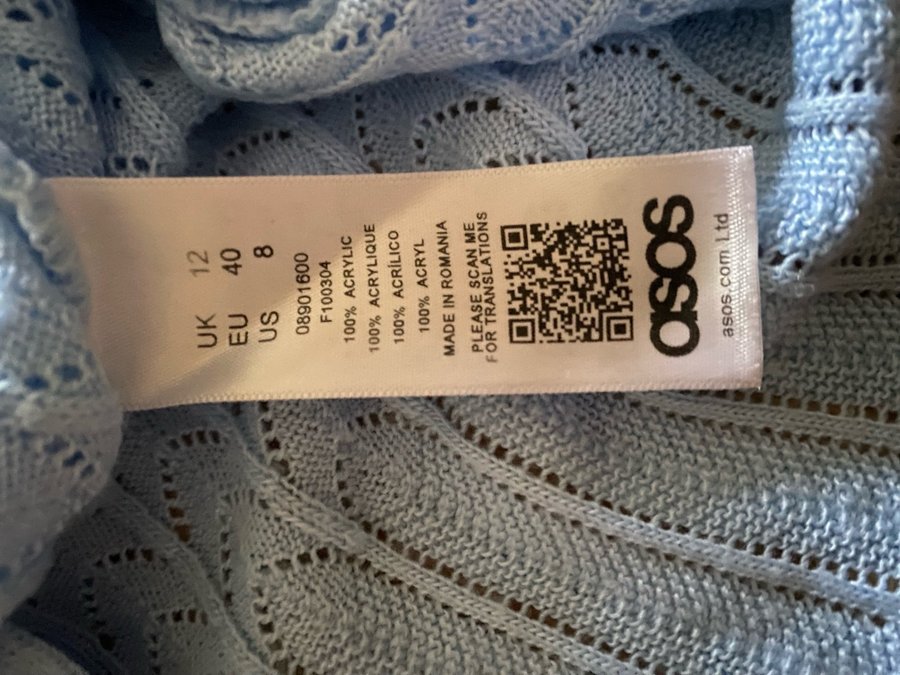 UK 12
EU 40
US 8
08901600
F100304
100% ACRYLIC
100% ACRYLIQUE
100% ACRÍLICO
100% ACRYL
MADE IN ROMANIA
PLEASE SCAN ME
FOR TRANSLATIONS
asos
asos.com Ltd